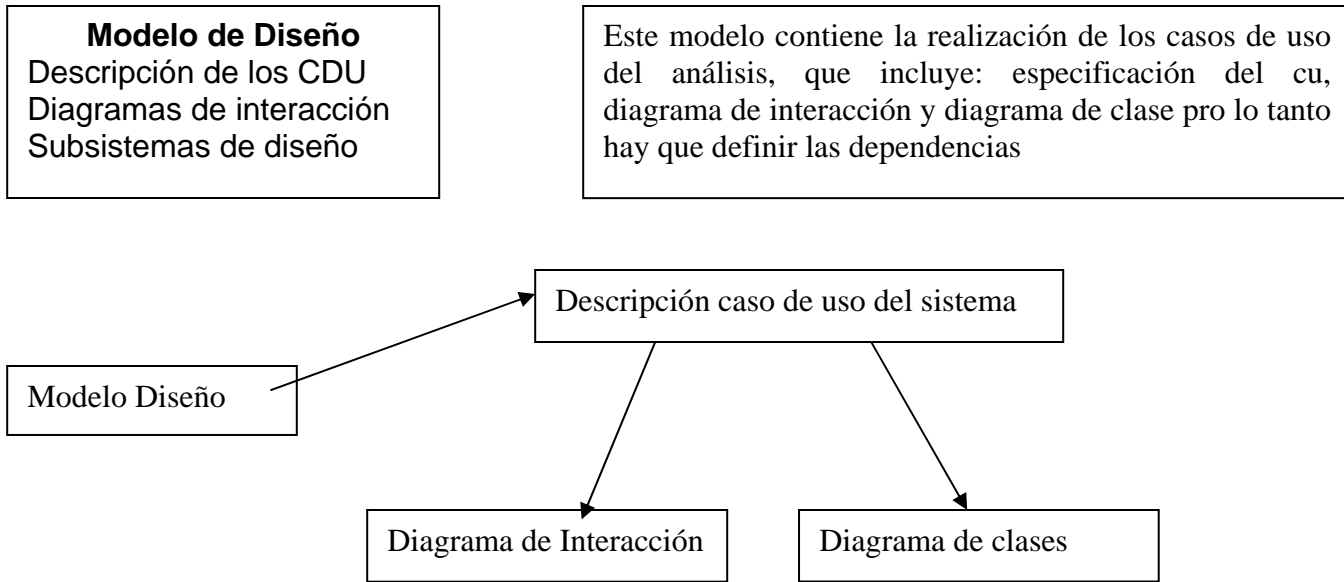 Modelo de Diseño
Descripción de los CDU
Diagramas de interacción
Subsistemas de diseño
Este modelo contiene la realización de los casos de uso
del análisis, que incluye: especificación del cu,
diagrama de interacción y diagrama de clase pro lo tanto
hay que definir las dependencias
Descripción caso de uso del sistema
Modelo Diseño
Diagrama de Interacción
Diagrama de clases